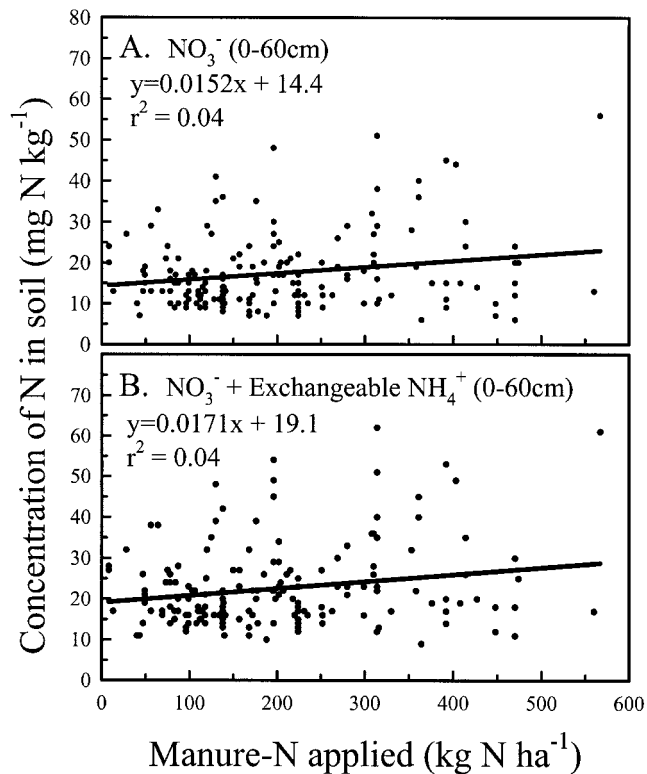 Concentration of N in soil (mg N kg⁻¹)
80
70
60
50
40
30
20
10
0
A. NO₃⁻ (0-60cm)
y=0.0152x + 14.4
r² = 0.04
70
60
50
40
30
20
10
0
B. NO₃⁻ + Exchangeable NH₄⁺ (0-60cm)
y=0.0171x + 19.1
r² = 0.04
0 100 200 300 400 500 600
Manure-N applied (kg N ha⁻¹)